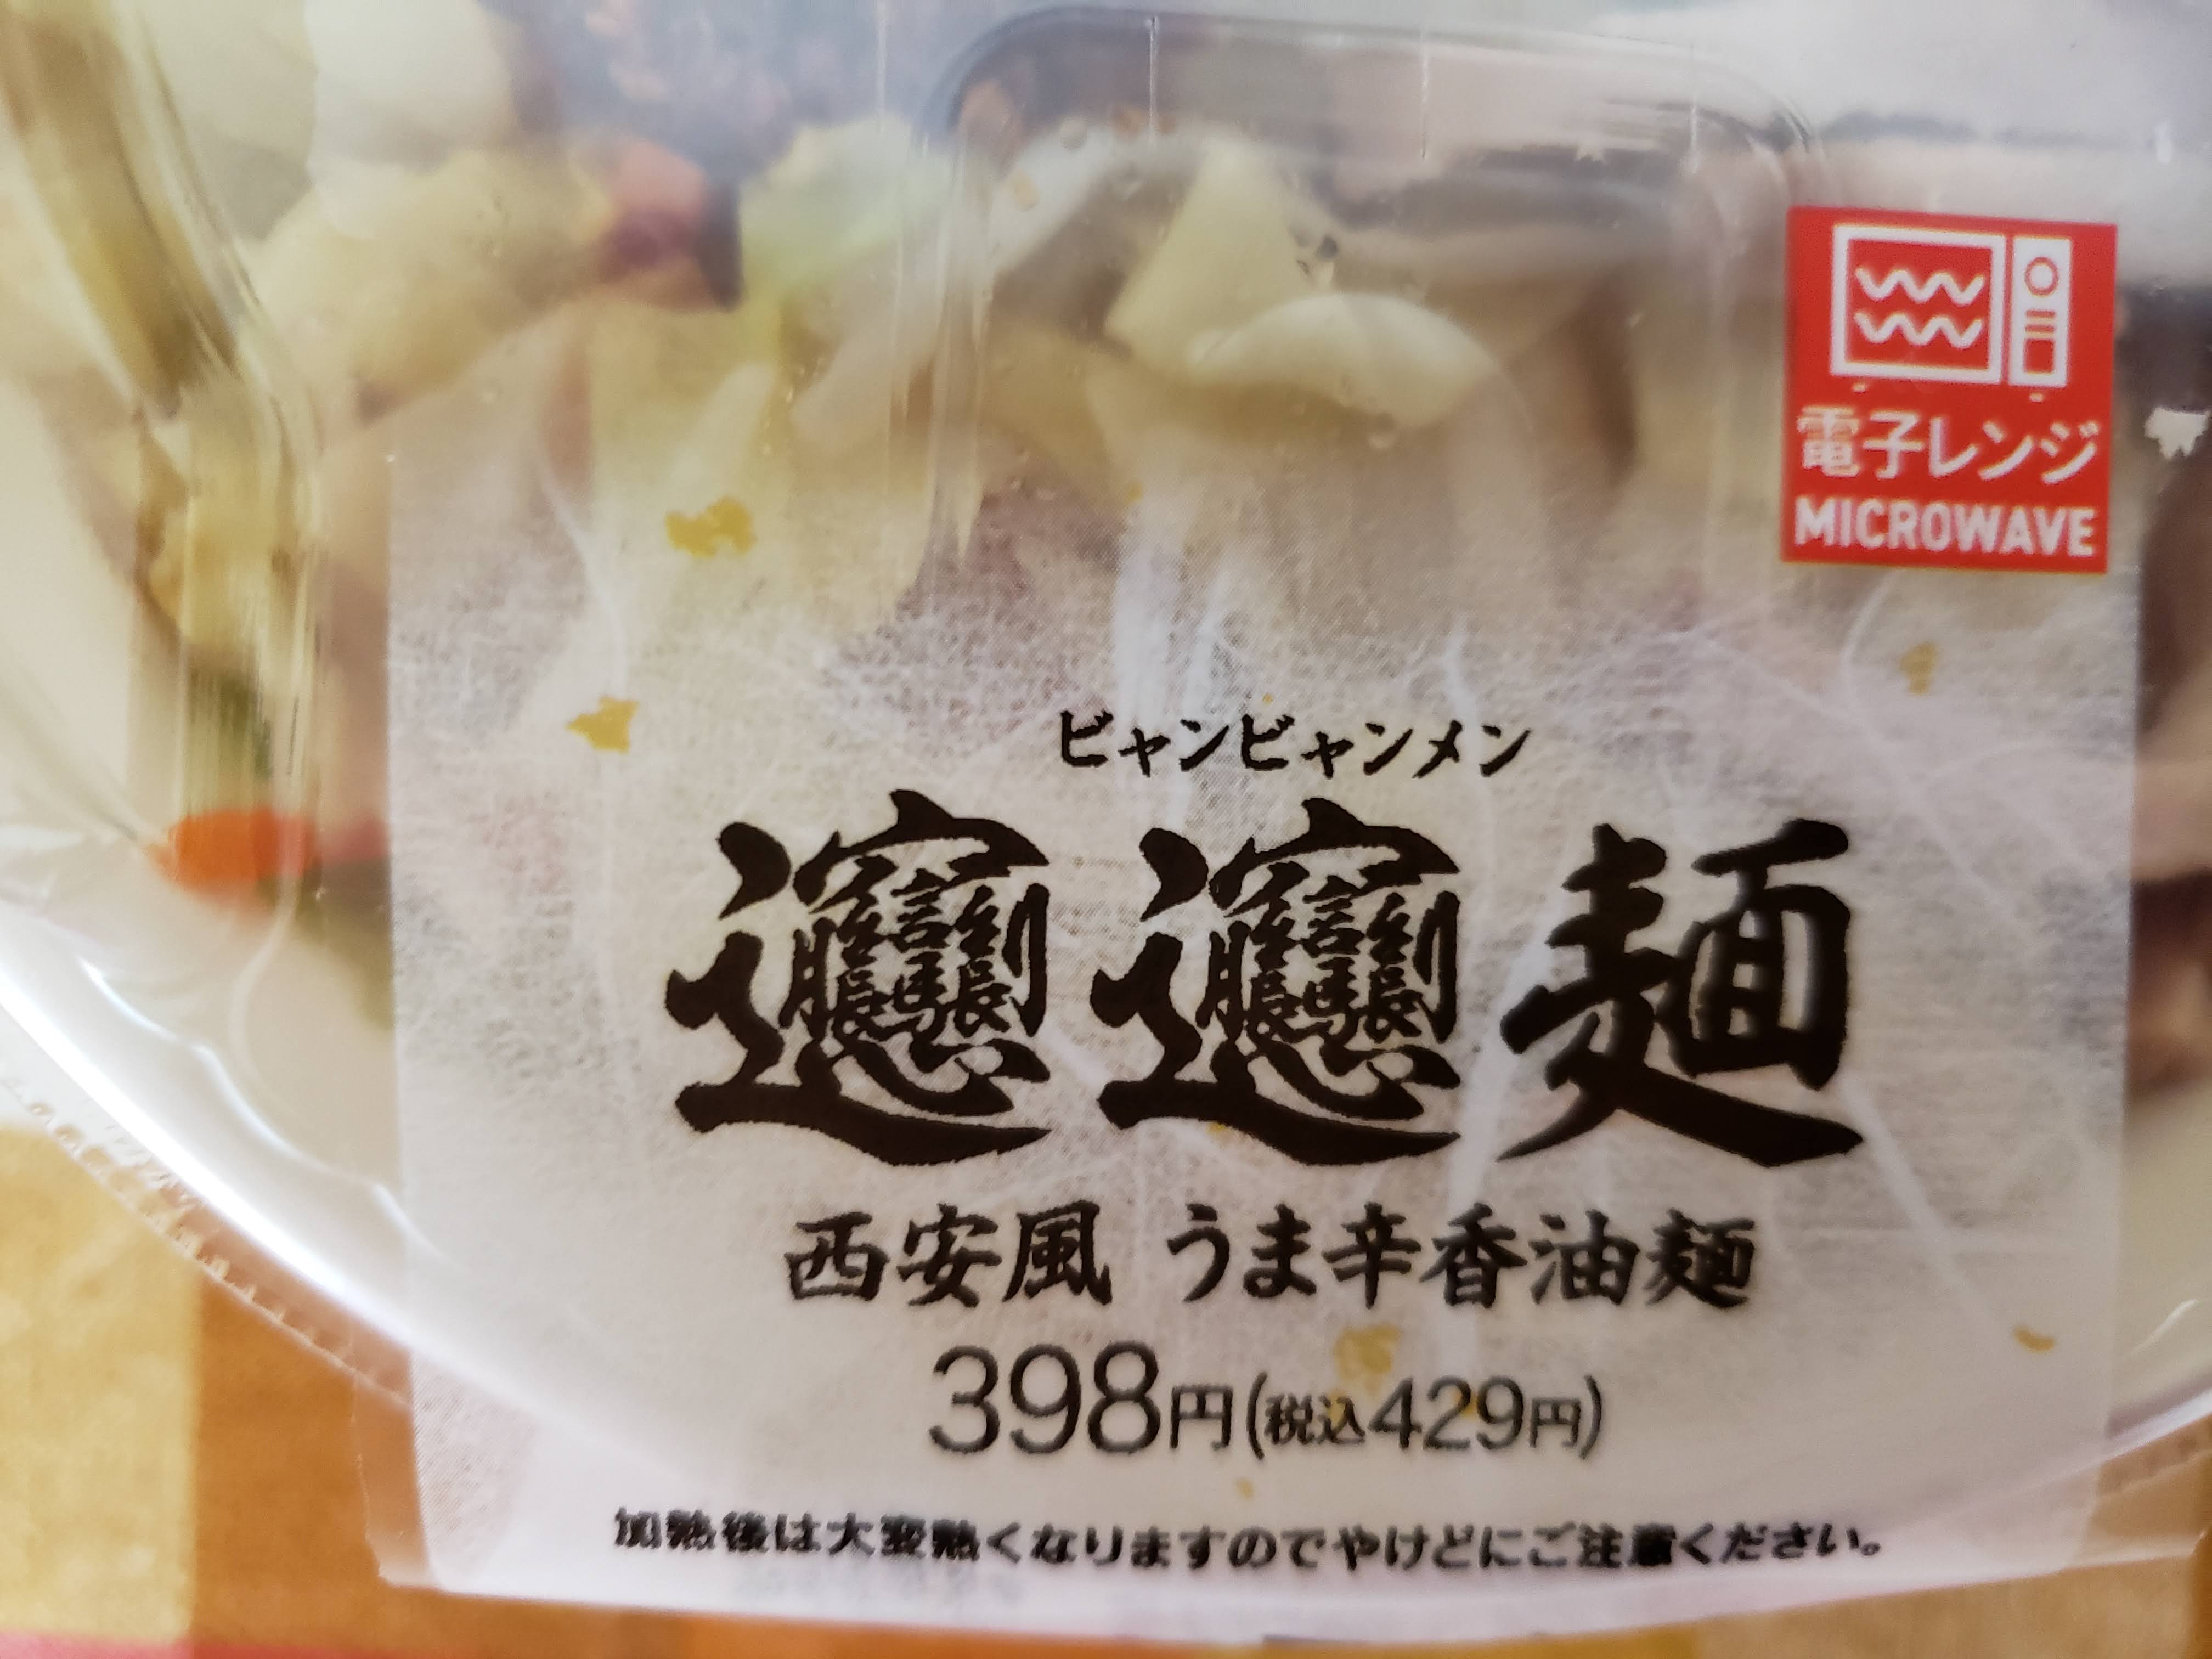 電子レンジ
MICROWAVE
ビャンビャンメン
𰻞𰻞麺
西安風 うま辛香油麺
398円(税込429円)
加熱後は大変熱くなりますのでやけどにご注意ください。